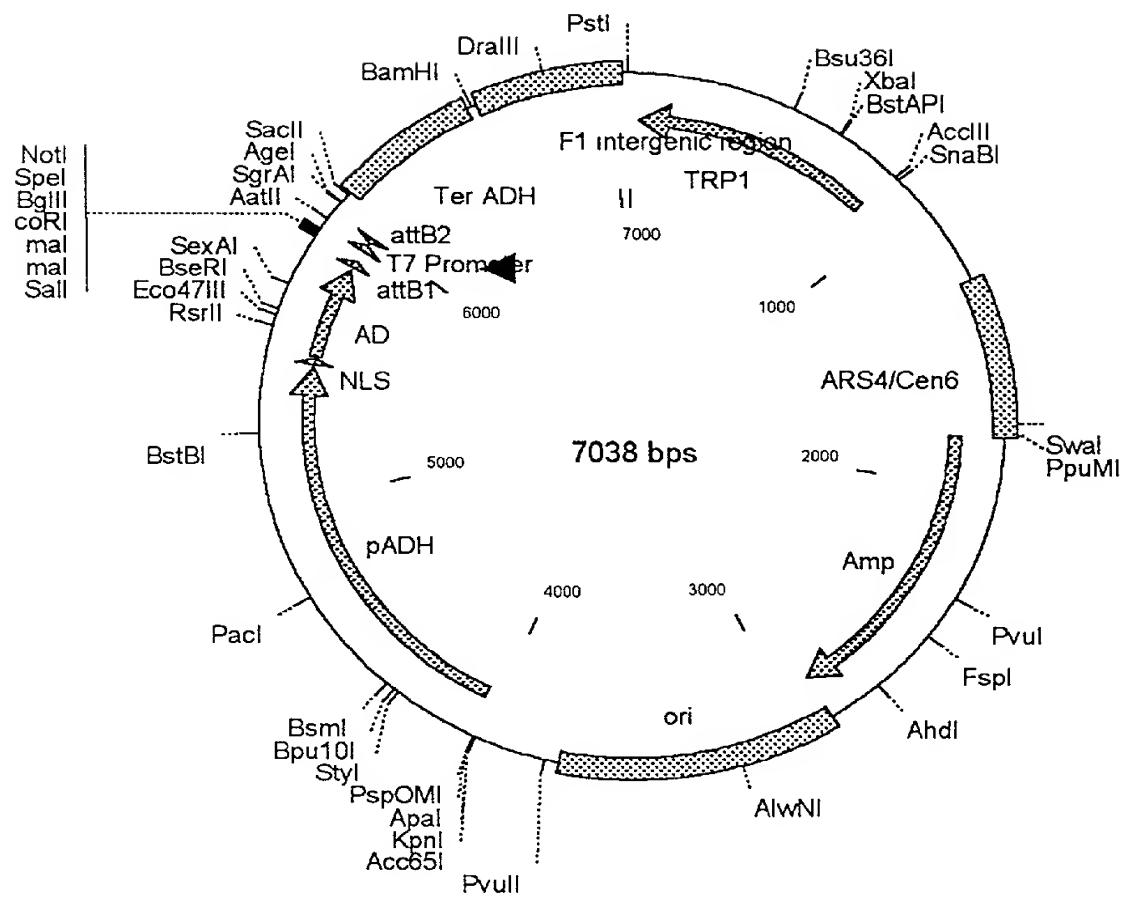 PstI
DraIII
BamHI
Bsu36I
XbaI
BstAPI
AccIII
SnaBI
SacII
AgeI
SgrAI
AatII
NotI
SpeI
BglII
coRI
maI
maI
SalI
SexAI
BseRI
Eco47III
RsrII
F1 intergenic region
TRP1
Ter ADH
7000
attB2
T7 Promoter
attB1
6000
1000
AD
NLS
ARS4/Cen6
BstBI
5000
7038 bps
2000
SwaI
PpuMI
pADH
Amp
4000
3000
PacI
PvuI
FspI
AhdI
ori
BsmI
Bpu10I
StyI
PspOMI
ApaI
KpnI
Acc65I
AlwNI
PvuII